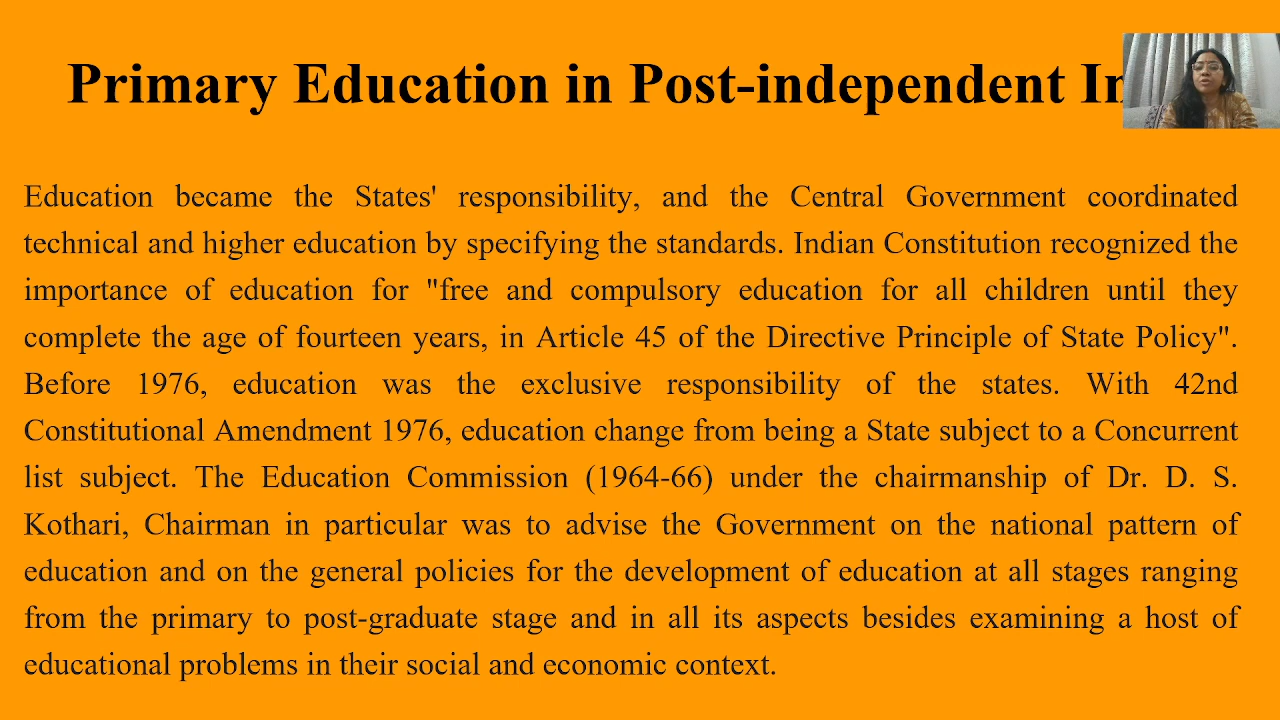 Primary Education in Post-independent In
Education became the States' responsibility, and the Central Government coordinated
technical and higher education by specifying the standards. Indian Constitution recognized the
importance of education for "free and compulsory education for all children until they
complete the age of fourteen years, in Article 45 of the Directive Principle of State Policy".
Before 1976, education was the exclusive responsibility of the states. With 42nd
Constitutional Amendment 1976, education change from being a State subject to a Concurrent
list subject. The Education Commission (1964-66) under the chairmanship of Dr. D. S.
Kothari, Chairman in particular was to advise the Government on the national pattern of
education and on the general policies for the development of education at all stages ranging
from the primary to post-graduate stage and in all its aspects besides examining a host of
educational problems in their social and economic context.